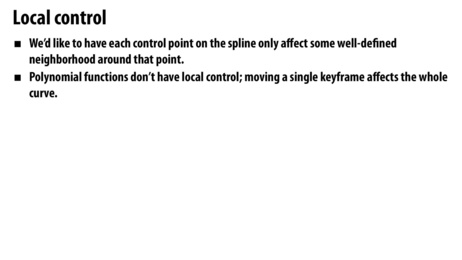 Local control
■ We'd like to have each control point on the spline only affect some well-defined
neighborhood around that point.
■ Polynomial functions don't have local control; moving a single keyframe affects the whole
curve.